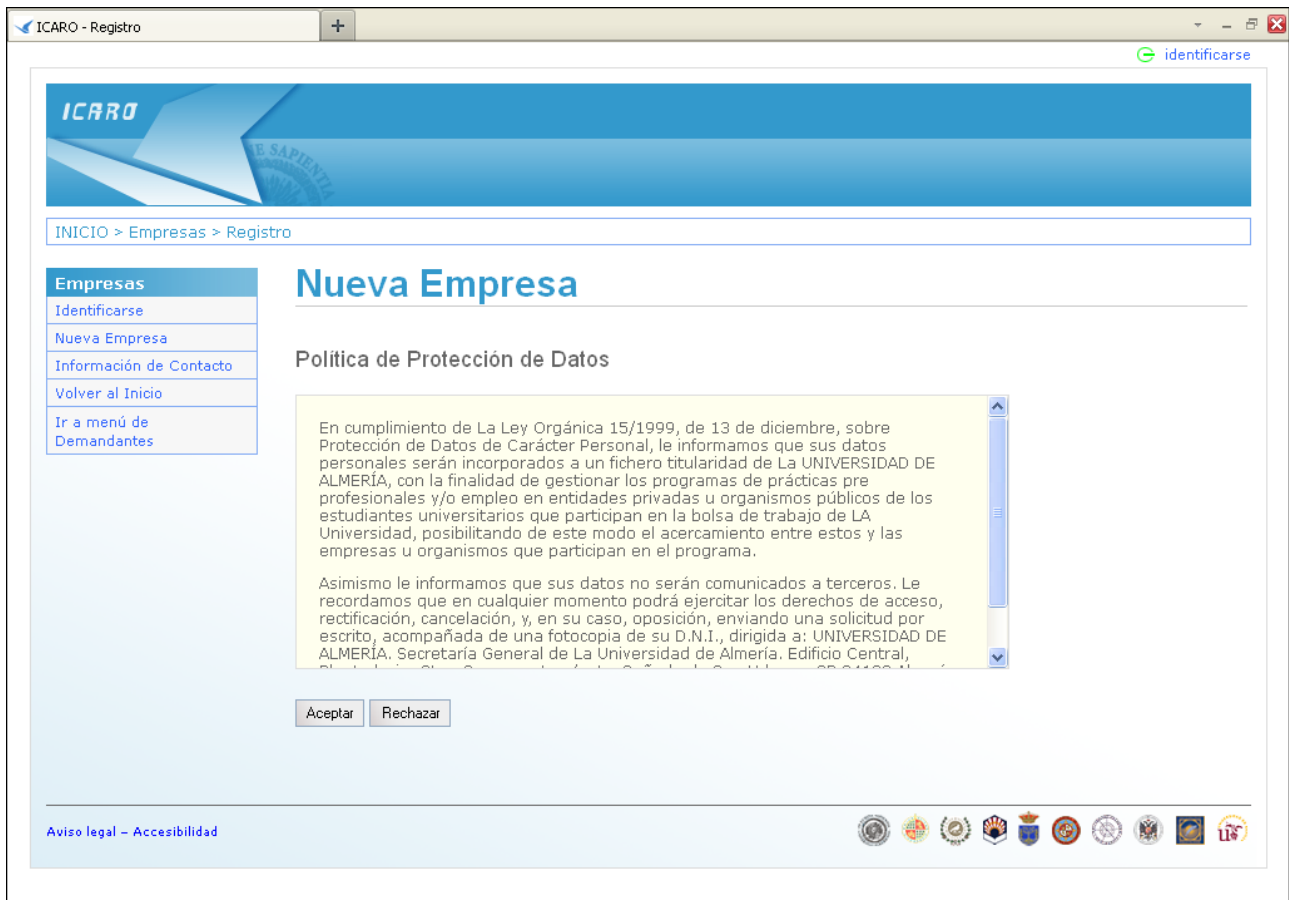 ICARO - Registro
identificarse
ICARO
E SAPIE
INICIO > Empresas > Registro
Empresas
Identificarse
Nueva Empresa
Información de Contacto
Volver al Inicio
Ir a menú de
Demandantes
Nueva Empresa
Política de Protección de Datos
En cumplimiento de La Ley Orgánica 15/1999, de 13 de diciembre, sobre
Protección de Datos de Carácter Personal, le informamos que sus datos
personales serán incorporados a un fichero titularidad de La UNIVERSIDAD DE
ALMERÍA, con la finalidad de gestionar los programas de prácticas pre
profesionales y/o empleo en entidades privadas u organismos públicos de los
estudiantes universitarios que participan en la bolsa de trabajo de LA
Universidad, posibilitando de este modo el acercamiento entre estos y las
empresas u organismos que participan en el programa.
Asimismo le informamos que sus datos no serán comunicados a terceros. Le
recordamos que en cualquier momento podrá ejercitar los derechos de acceso,
rectificación, cancelación, y, en su caso, oposición, enviando una solicitud por
escrito, acompañada de una fotocopia de su D.N.I., dirigida a: UNIVERSIDAD DE
ALMERÍA. Secretaría General de La Universidad de Almería. Edificio Central,
Aceptar
Rechazar
Aviso legal – Accesibilidad